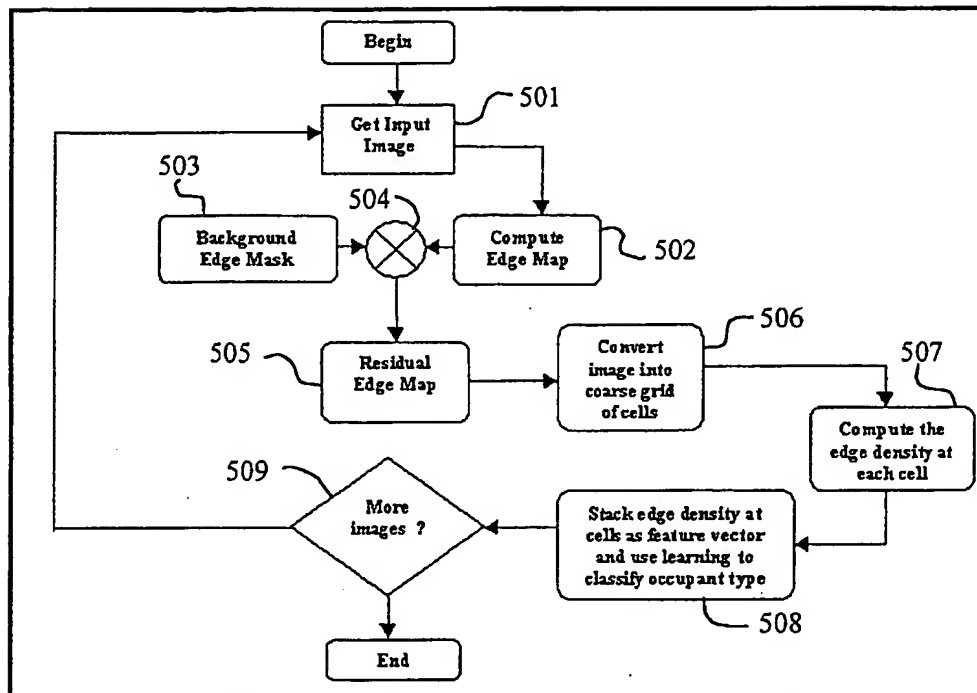 Begin
501
Get Input
Image
503
504
Background
Edge Mask
Compute
Edge Map
502
505
Residual
Edge Map
506
Convert
image into
coarse grid
of cells
507
Compute the
edge density at
each cell
509
More
images ?
Stack edge density at
cells as feature vector
and use learning to
classify occupant type
508
End